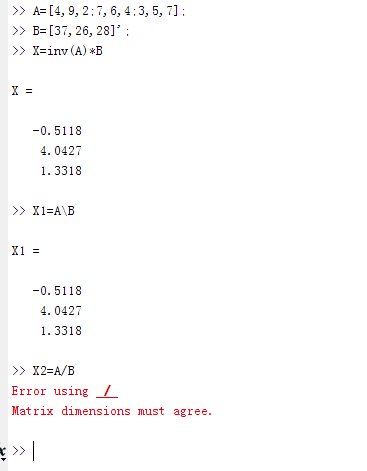 >> A=[4,9,2;7,6,4;3,5,7];
>> B=[37,26,28]';
>> X=inv(A)*B
X =
-0.5118
4.0427
1.3318
>> X1=A\B
X1 =
-0.5118
4.0427
1.3318
>> X2=A/B
Error using /
Matrix dimensions must agree.
>>